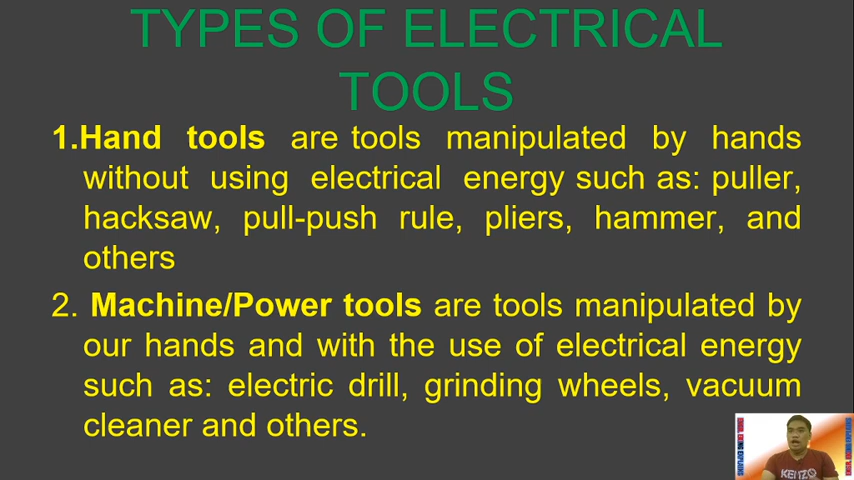 TYPES OF ELECTRICAL
TOOLS
1.Hand tools are tools manipulated by hands
without using electrical energy such as: puller,
hacksaw, pull-push rule, pliers, hammer, and
others
2. Machine/Power tools are tools manipulated by
our hands and with the use of electrical energy
such as: electric drill, grinding wheels, vacuum
cleaner and others.
KENZO